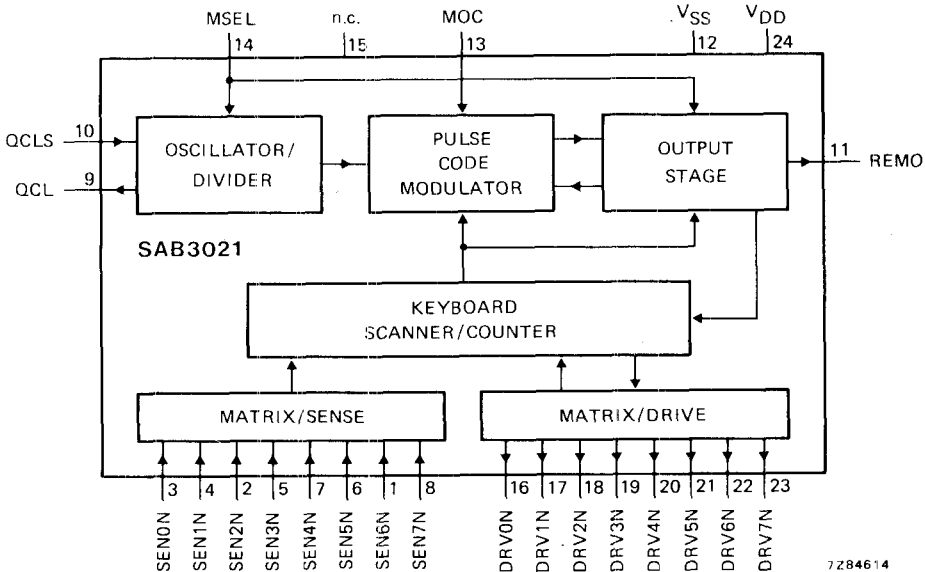 MSEL
n.c.
MOC
VSS
VDD
14
15
13
12
24
QCLS
10
OSCILLATOR/
DIVIDER
PULSE
CODE
MODULATOR
OUTPUT
STAGE
11
REMO
QCL
9
SAB3021
KEYBOARD
SCANNER/COUNTER
MATRIX/SENSE
MATRIX/DRIVE
3
4
2
5
7
6
1
8
16
17
18
19
20
21
22
23
SEN0N
SEN1N
SEN2N
SEN3N
SEN4N
SEN5N
SEN6N
SEN7N
DRV0N
DRV1N
DRV2N
DRV3N
DRV4N
DRV5N
DRV6N
DRV7N
7Z84614